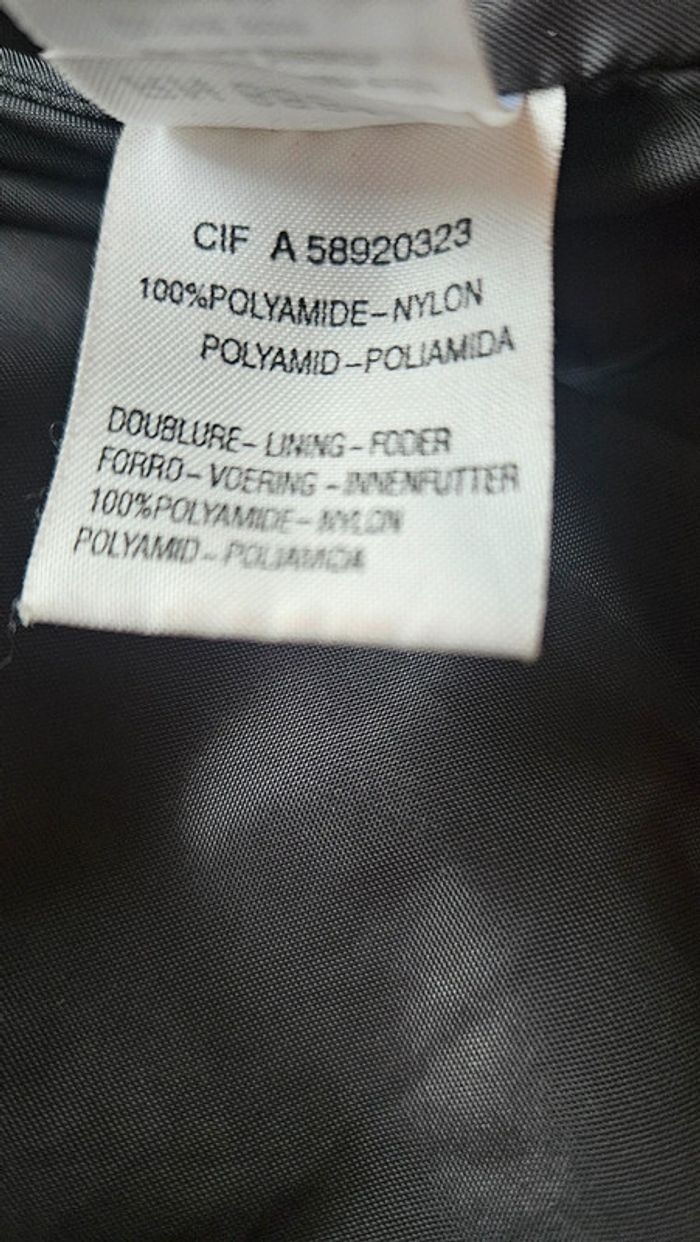 CIF A 58920323
100%POLYAMIDE-NYLON
POLYAMID-POLIAMIDA
DOUBLURE-LINING-FODER
FORRO-VOERING-INNENFUTTER
100%POLYAMIDE-NYLON
POLYAMID-POLIAMIDA